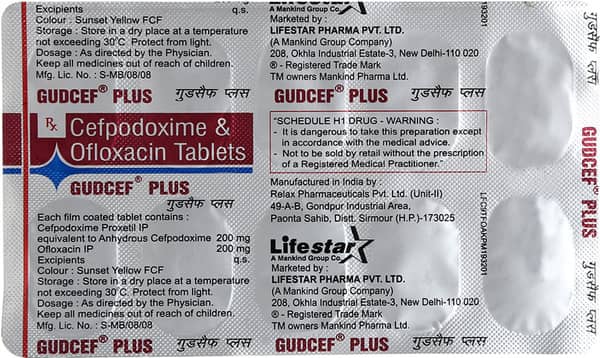 Excipients q.s.
Colour : Sunset Yellow FCF
Storage : Store in a dry place at a temperature
not exceeding 30°C. Protect from light.
Dosage : As directed by the Physician.
Keep all medicines out of reach of children.
Mfg. Lic. No. : S-MB/08/08
GUDCEF® PLUS गुडसैफ प्लस
Rx Cefpodoxime &
Ofloxacin Tablets
GUDCEF® PLUS
गुडसैफ प्लस
Each film coated tablet contains :
Cefpodoxime Proxetil IP
equivalent to Anhydrous Cefpodoxime 200 mg
Ofloxacin IP 200 mg
Excipients q.s.
Colour : Sunset Yellow FCF
Storage : Store in a dry place at a temperature
not exceeding 30°C. Protect from light.
Dosage : As directed by the Physician.
Keep all medicines out of reach of children.
Mfg. Lic. No. : S-MB/08/08
GUDCEF® PLUS गुडसैफ प्लस
Lifestar
A Mankind Group Co.
Marketed by :
LIFESTAR PHARMA PVT. LTD.
(A Mankind Group Company)
208, Okhla Industrial Estate-3, New Delhi-110 020
® - Registered Trade Mark
TM owners Mankind Pharma Ltd.
GUDCEF® PLUS गुडसैफ प्लस
"SCHEDULE H1 DRUG - WARNING :
- It is dangerous to take this preparation except
in accordance with the medical advice.
- Not to be sold by retail without the prescription
of a Registered Medical Practitioner."
Manufactured in India by :
Relax Pharmaceuticals Pvt. Ltd. (Unit-II)
49-A-B, Gondpur Industrial Area,
Paonta Sahib, Distt. Sirmour (H.P.)-173025
Lifestar
A Mankind Group Co.
Marketed by :
LIFESTAR PHARMA PVT. LTD.
(A Mankind Group Company)
208, Okhla Industrial Estate-3, New Delhi-110 020
® - Registered Trade Mark
TM owners Mankind Pharma Ltd.
GUDCEF® PLUS गुडसैफ प्लस
GUDCEF® PLUS
गुडसैफ प्लस